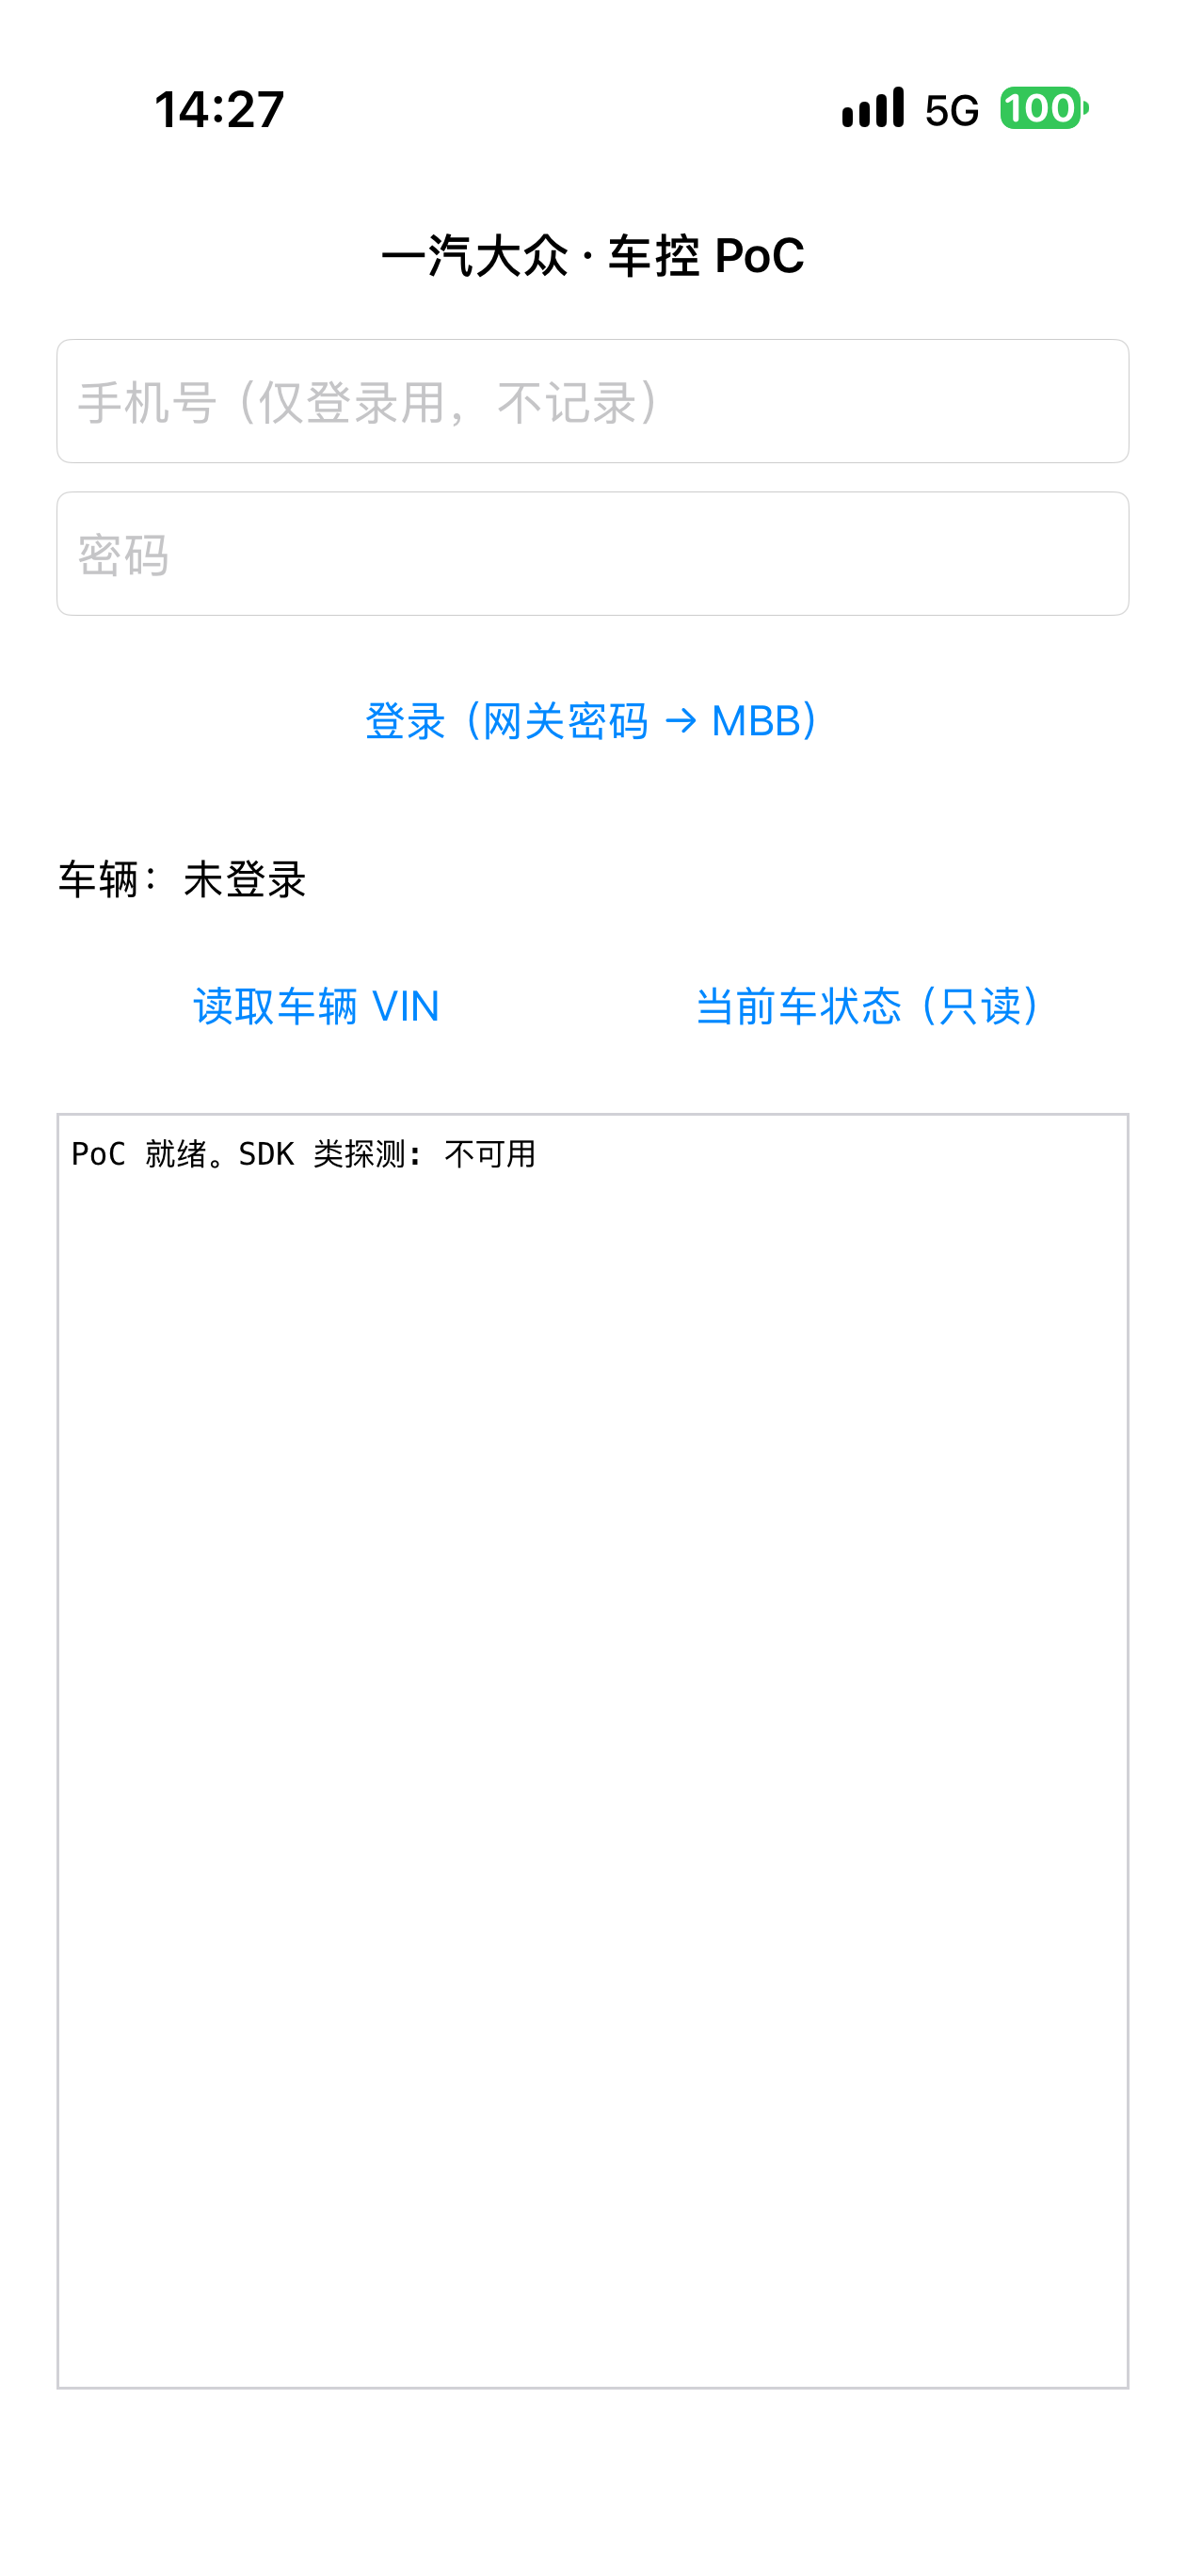 14:27
5G 100
一汽大众 · 车控 PoC
手机号（仅登录用，不记录）
密码
登录（网关密码 → MBB）
车辆：未登录
读取车辆 VIN 当前车状态（只读）
PoC 就绪。SDK 类探测: 不可用